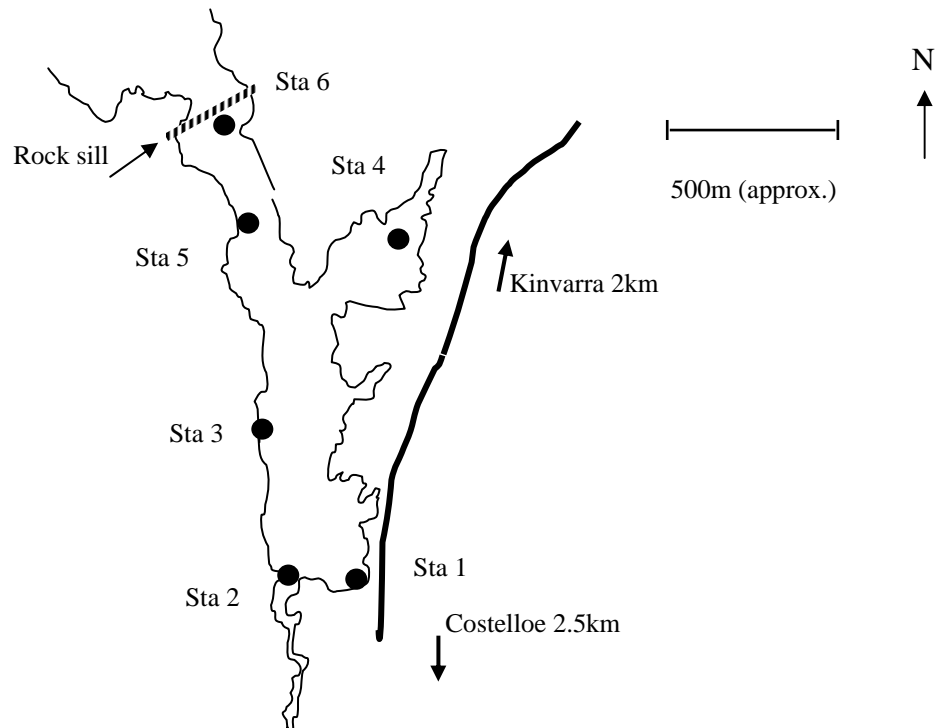 N
Sta 6
Rock sill
Sta 4
500m (approx.)
Sta 5
Kinvarra 2km
Sta 3
Sta 1
Sta 2
Costelloe 2.5km